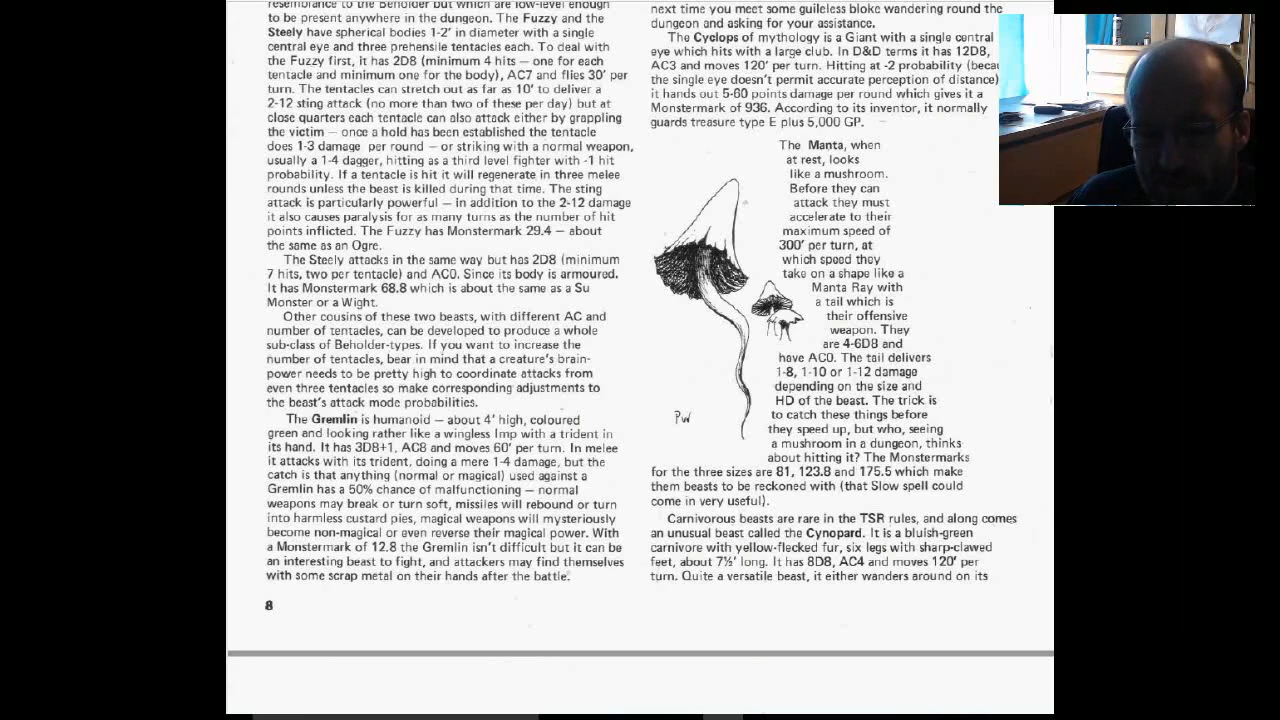 resemblance to the Beholder but which are low-level enough
to be present anywhere in the dungeon. The Fuzzy and the
Steely have spherical bodies 1-2' in diameter with a single
central eye and three prehensile tentacles each. To deal with
the Fuzzy first, it has 2D8 (minimum 4 hits — one for each
tentacle and minimum one for the body), AC7 and flies 30' per
turn. The tentacles can stretch out as far as 10' to deliver a
2-12 sting attack (no more than two of these per day) but at
close quarters each tentacle can also attack either by grappling
the victim — once a hold has been established the tentacle
does 1-3 damage per round — or striking with a normal weapon,
usually a 1-4 dagger, hitting as a third level fighter with -1 hit
probability. If a tentacle is hit it will regenerate in three melee
rounds unless the beast is killed during that time. The sting
attack is particularly powerful — in addition to the 2-12 damage
it also causes paralysis for as many turns as the number of hit
points inflicted. The Fuzzy has Monstermark 29.4 — about
the same as an Ogre.
The Steely attacks in the same way but has 2D8 (minimum
7 hits, two per tentacle) and AC0. Since its body is armoured.
It has Monstermark 68.8 which is about the same as a Su
Monster or a Wight.
Other cousins of these two beasts, with different AC and
number of tentacles, can be developed to produce a whole
sub-class of Beholder-types. If you want to increase the
number of tentacles, bear in mind that a creature's brain-
power needs to be pretty high to coordinate attacks from
even three tentacles so make corresponding adjustments to
the beast's attack mode probabilities.
The Gremlin is humanoid — about 4' high, coloured
green and looking rather like a wingless Imp with a trident in
its hand. It has 3D8+1, AC8 and moves 60' per turn. In melee
it attacks with its trident, doing a mere 1-4 damage, but the
catch is that anything (normal or magical) used against a
Gremlin has a 50% chance of malfunctioning — normal
weapons may break or turn soft, missiles will rebound or turn
into harmless custard pies, magical weapons will mysteriously
become non-magical or even reverse their magical power. With
a Monstermark of 12.8 the Gremlin isn't difficult but it can be
an interesting beast to fight, and attackers may find themselves
with some scrap metal on their hands after the battle.
8
next time you meet some guileless bloke wandering round the
dungeon and asking for your assistance.
The Cyclops of mythology is a Giant with a single central
eye which hits with a large club. In D&D terms it has 12D8,
AC3 and moves 120' per turn. Hitting at -2 probability (becau
the single eye doesn't permit accurate perception of distance)
it hands out 5-60 points damage per round which gives it a
Monstermark of 936. According to its inventor, it normally
guards treasure type E plus 5,000 GP.
The Manta, when
at rest, looks
like a mushroom.
Before they can
attack they must
accelerate to their
maximum speed of
300' per turn, at
which speed they
take on a shape like a
Manta Ray with
a tail which is
their offensive
weapon. They
are 4-6D8 and
have AC0. The tail delivers
1-8, 1-10 or 1-12 damage
depending on the size and
HD of the beast. The trick is
to catch these things before
they speed up, but who, seeing
a mushroom in a dungeon, thinks
about hitting it? The Monstermarks
for the three sizes are 81, 123.8 and 175.5 which make
them beasts to be reckoned with (that Slow spell could
come in very useful).
PW
Carnivorous beasts are rare in the TSR rules, and along comes
an unusual beast called the Cynopard. It is a bluish-green
carnivore with yellow-flecked fur, six legs with sharp-clawed
feet, about 7½' long. It has 8D8, AC4 and moves 120' per
turn. Quite a versatile beast, it either wanders around on its